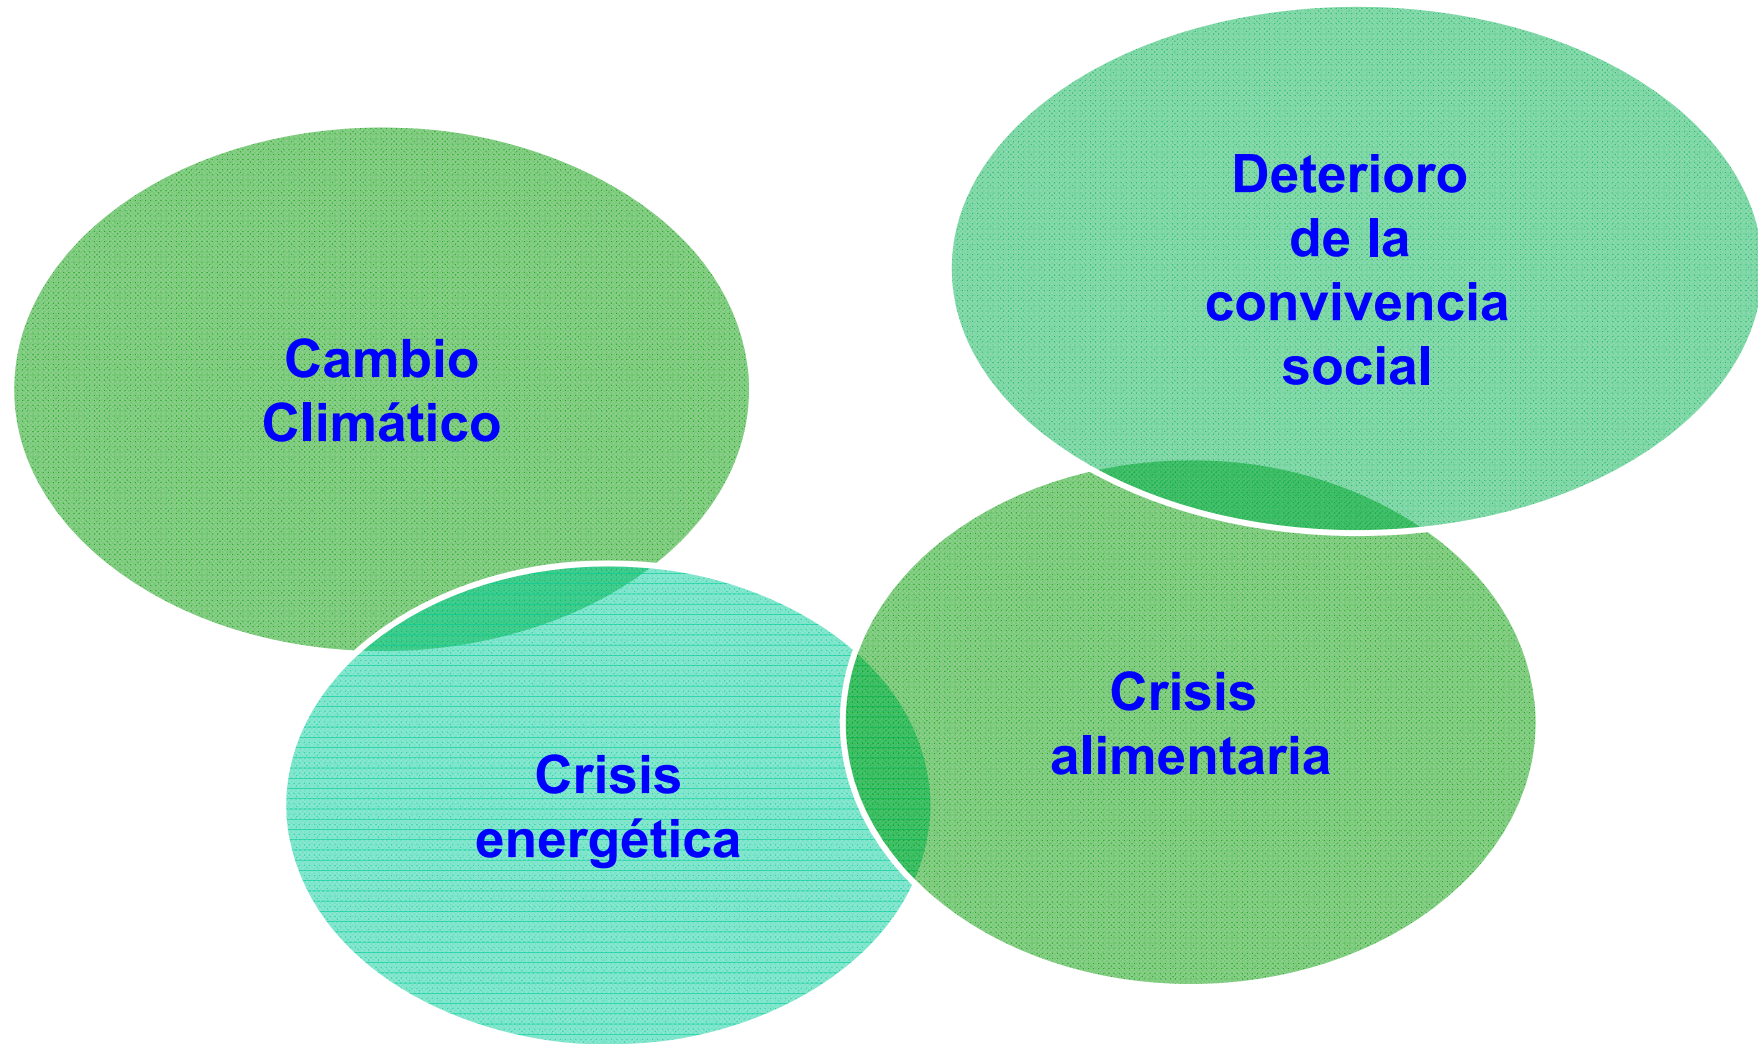 Cambio
Climático
Deterioro
de la
convivencia
social
Crisis
energética
Crisis
alimentaria